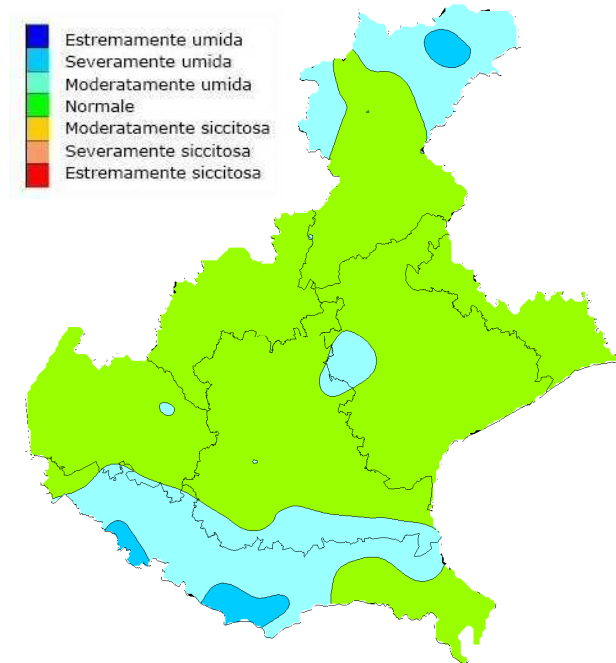 Estremamente umida
Severamente umida
Moderatamente umida
Normale
Moderatamente siccitosa
Severamente siccitosa
Estremamente siccitosa